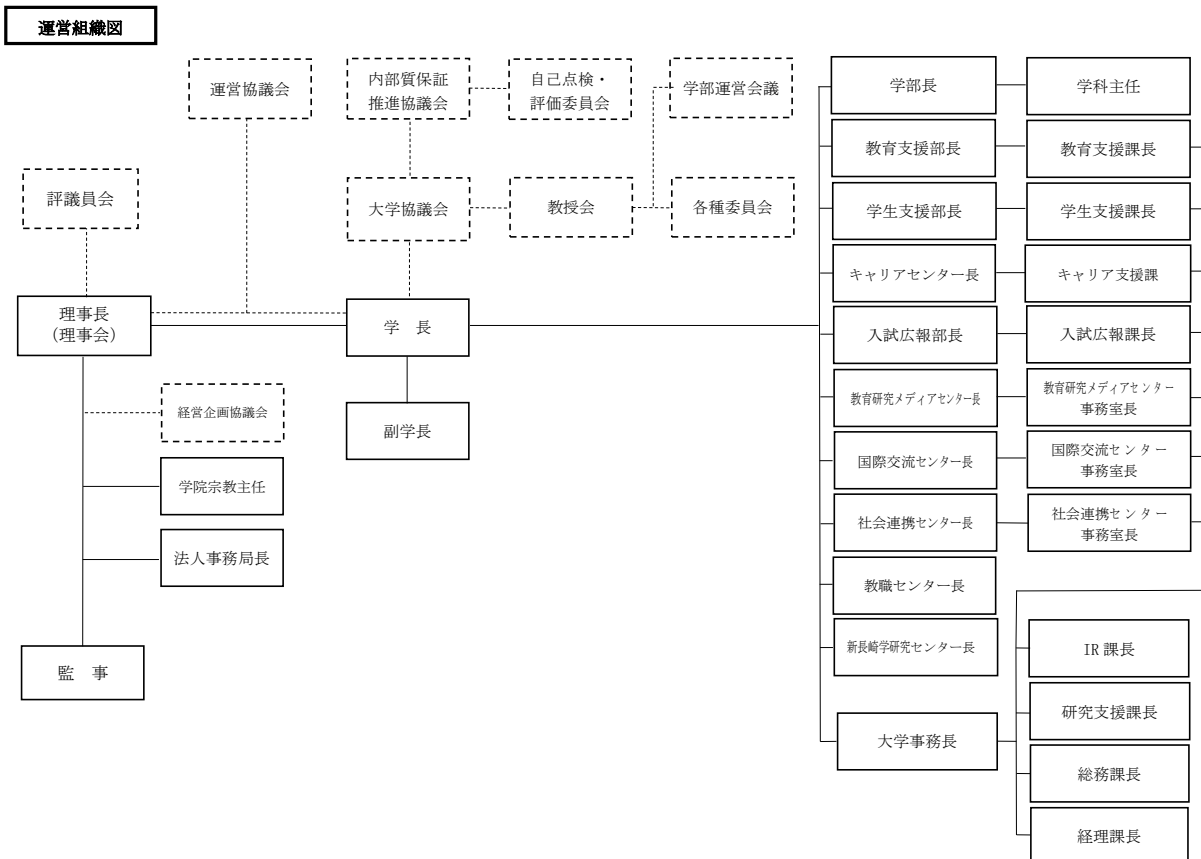 運営組織図
運営協議会
内部質保証
推進協議会
自己点検・
評価委員会
学部運営会議
評議員会
大学協議会
教授会
各種委員会
理事長
(理事会)
学　長
副学長
経営企画協議会
学院宗教主任
法人事務局長
監　事
学部長
学科主任
教育支援部長
教育支援課長
学生支援部長
学生支援課長
キャリアセンター長
キャリア支援課
入試広報部長
入試広報課長
教育研究メディアセンター長
教育研究メディアセンター
事務室長
国際交流センター長
国際交流センター
事務室長
社会連携センター長
社会連携センター
事務室長
教職センター長
新長崎学研究センター長
大学事務長
IR 課長
研究支援課長
総務課長
経理課長